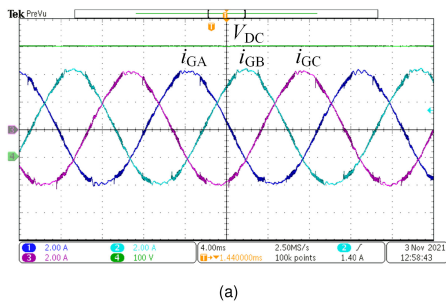 Tek PreVu
T
V_DC
i_GA i_GB i_GC
3
4
1 2.00 A 2 2.00 A 4.00ms 2.50MS/s 2 3 Nov 2021
3 2.00 A 4 100 V T→▼1.440000ms 100k points 1.40 A 12:58:43
(a)